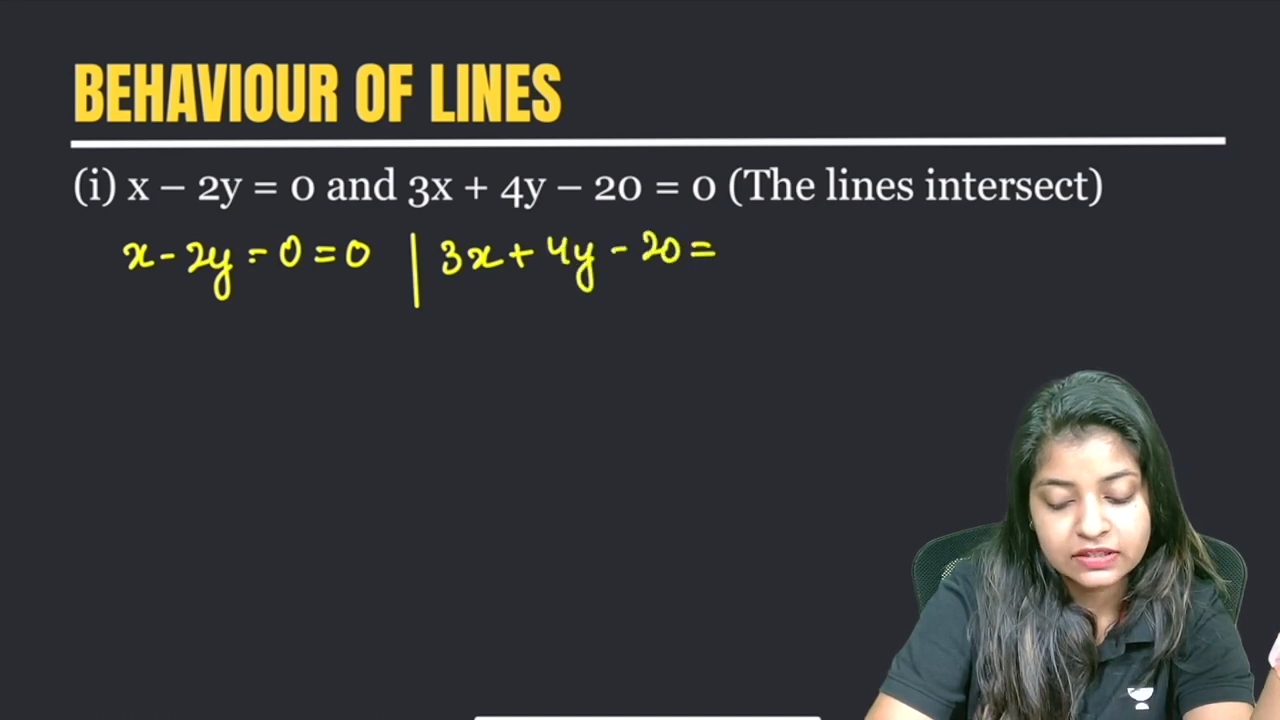 BEHAVIOUR OF LINES
(i) x – 2y = 0 and 3x + 4y – 20 = 0 (The lines intersect)
x - 2y - 0 = 0 | 3x + 4y - 20 =